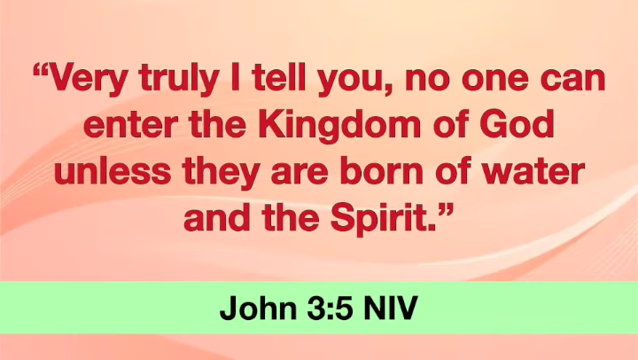 “Very truly I tell you, no one can
enter the Kingdom of God
unless they are born of water
and the Spirit.”
John 3:5 NIV